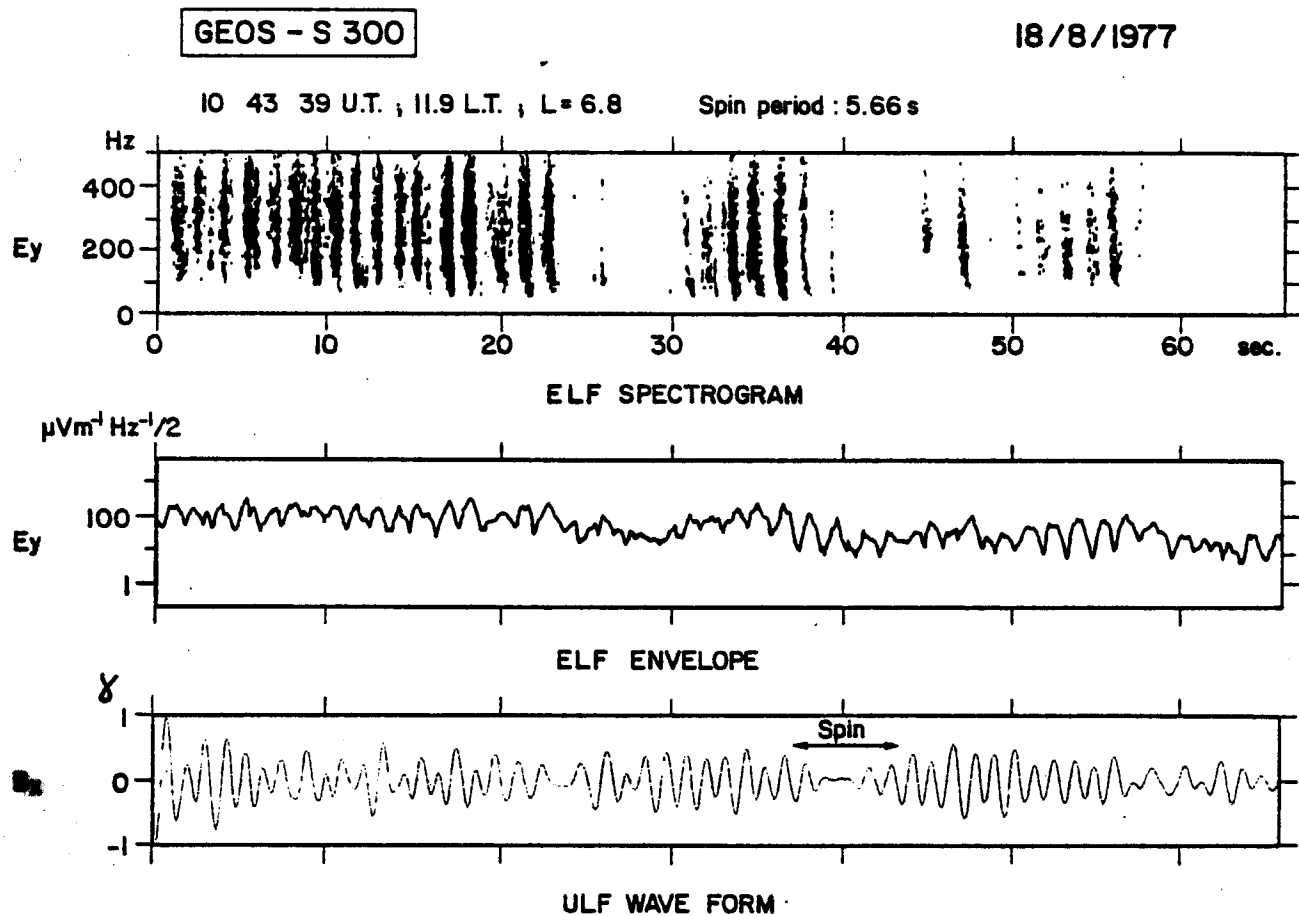 GEOS - S 300
18/8/1977
10 43 39 U.T. ; 11.9 L.T. ; L= 6.8 Spin period : 5.66 s
Hz
400
Ey 200
0
0 10 20 30 40 50 60 sec.
ELF SPECTROGRAM
μVm⁻¹ Hz⁻¹/2
100
Ey
1
ELF ENVELOPE
γ
1
Spin
0
-1
ULF WAVE FORM